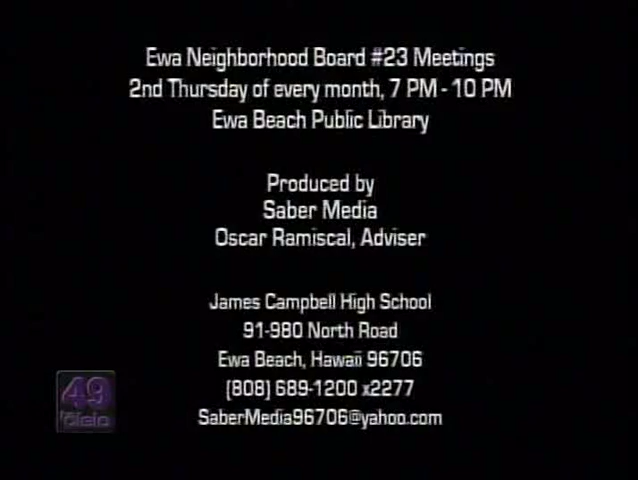 Ewa Neighborhood Board #23 Meetings
2nd Thursday of every month, 7 PM - 10 PM
Ewa Beach Public Library
Produced by
Saber Media
Oscar Ramiscal, Adviser
James Campbell High School
91-980 North Road
Ewa Beach, Hawaii 96706
(808) 689-1200 x2277
SaberMedia96706@yahoo.com
49
'Ōlelo